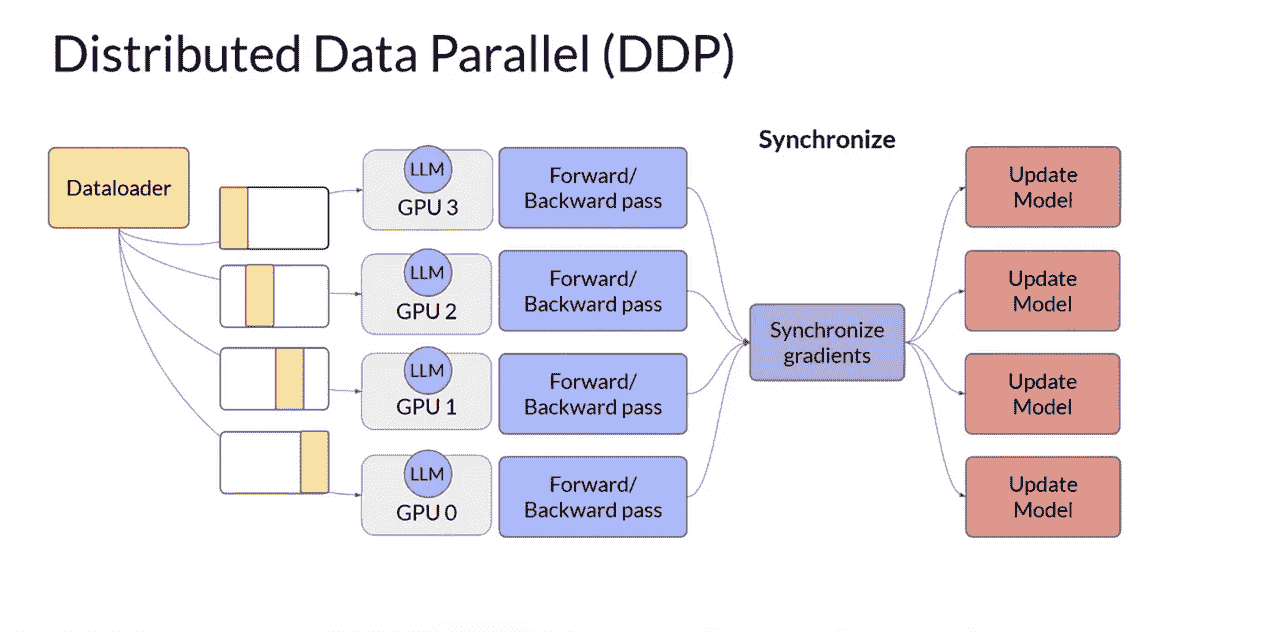 Distributed Data Parallel (DDP)
Synchronize
Dataloader
LLM
GPU 3
Forward/
Backward pass
Update
Model
LLM
GPU 2
Forward/
Backward pass
Update
Model
Synchronize
gradients
LLM
GPU 1
Forward/
Backward pass
Update
Model
LLM
GPU 0
Forward/
Backward pass
Update
Model